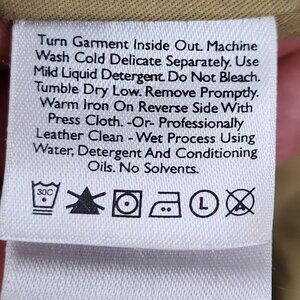 Turn Garment Inside Out. Machine
Wash Cold Delicate Separately. Use
Mild Liquid Detergent. Do Not Bleach.
Tumble Dry Low. Remove Promptly.
Warm Iron On Reverse Side With
Press Cloth. -Or- Professionally
Leather Clean - Wet Process Using
Water, Detergent And Conditioning
Oils. No Solvents.
30C L A